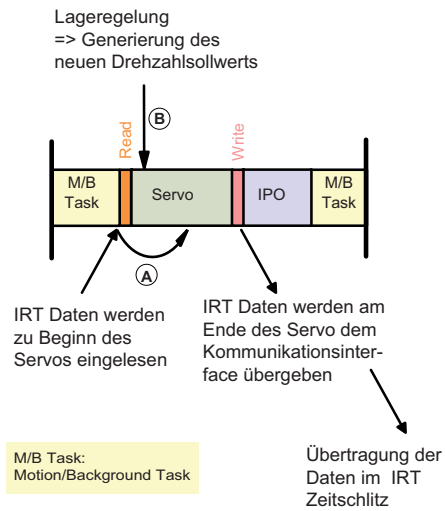 Lageregelung
=> Generierung des
neuen Drehzahlsollwerts
B
Read
Write
M/B
Task
Servo
IPO
M/B
Task
A
IRT Daten werden
zu Beginn des
Servos eingelesen
IRT Daten werden am
Ende des Servo dem
Kommunikationsinter-
face übergeben
M/B Task:
Motion/Background Task
Übertragung der
Daten im IRT
Zeitschlitz